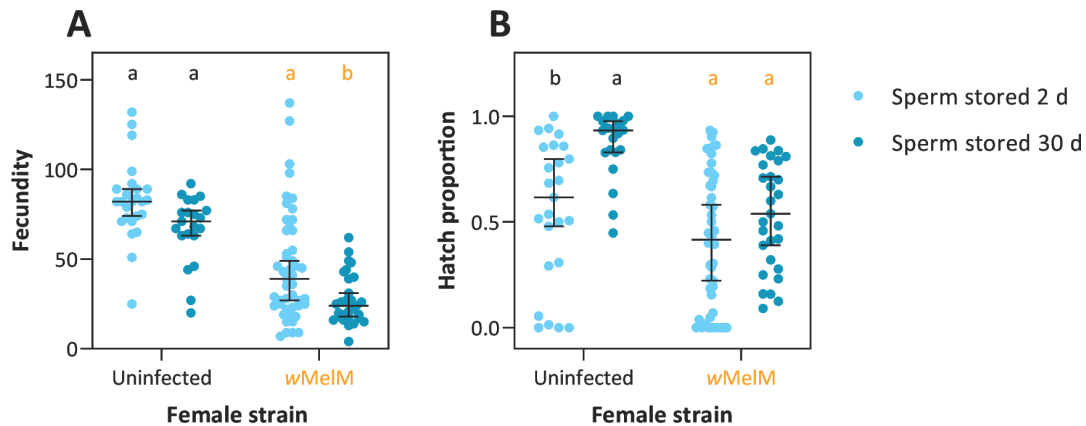 A
Fecundity
150
100
50
0
a
a
a
b
Uninfected
wMelM
Female strain
B
Hatch proportion
1.0
0.5
0.0
b
a
a
a
Uninfected
wMelM
Female strain
Sperm stored 2 d
Sperm stored 30 d